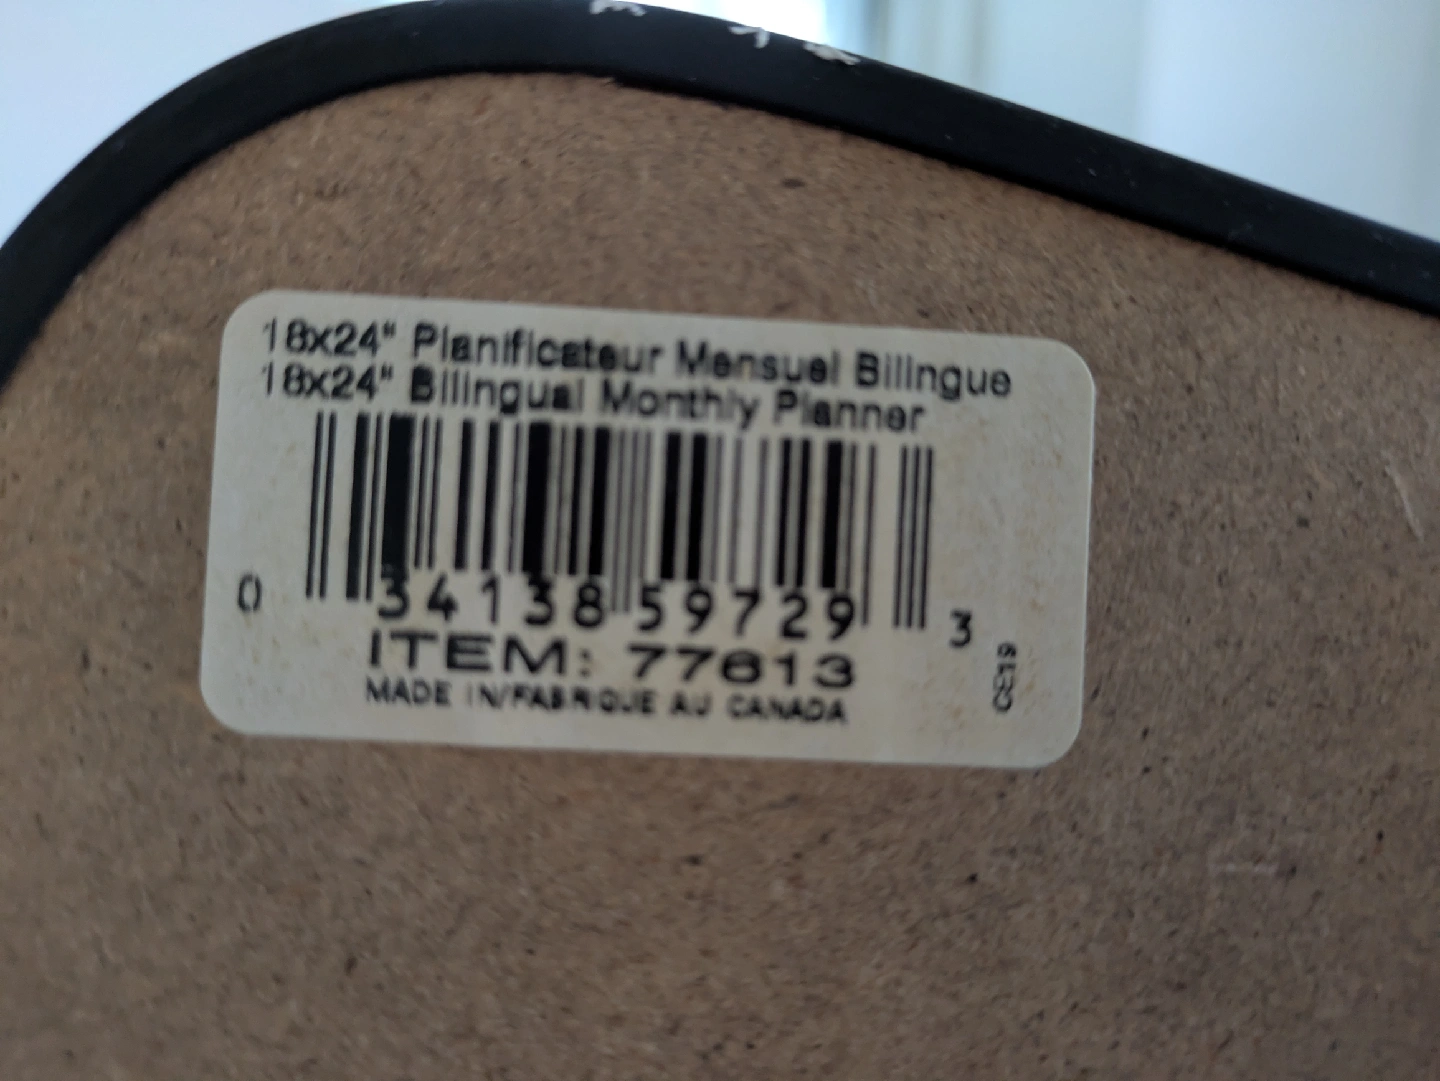 18x24" Planificateur Mensuel Bilingue
18x24" Bilingual Monthly Planner
0 34138 59729 3
ITEM: 77613
MADE IN/FABRIQUE AU CANADA